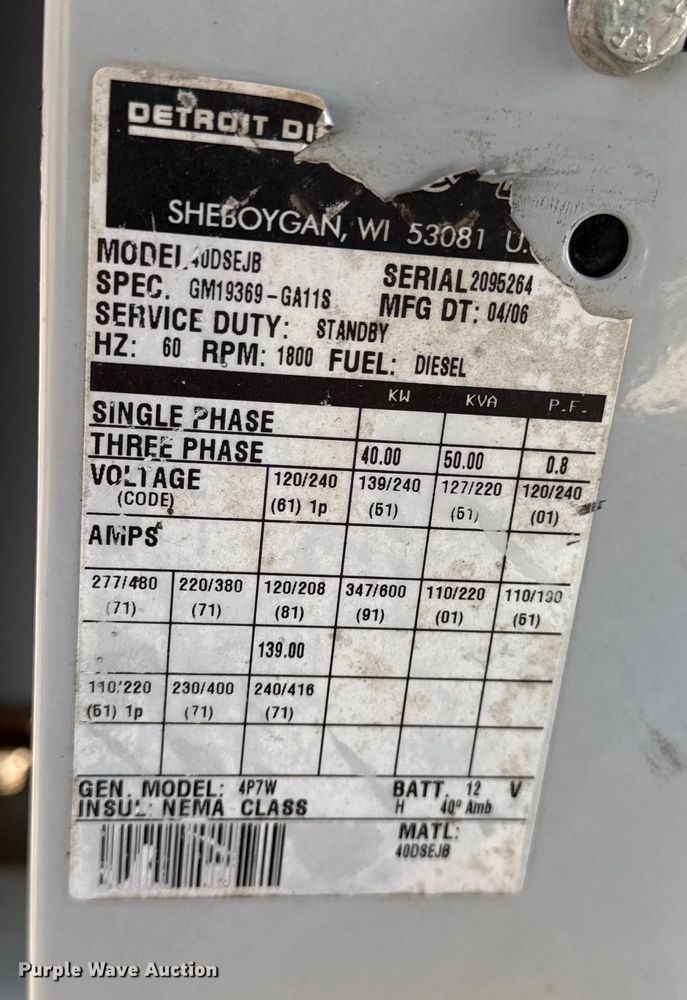 DETROIT DI
SHEBOYGAN, WI 53081 U.
MODEL 40DSEJB SERIAL 2095264
SPEC. GM19369-GA11S MFG DT: 04/06
SERVICE DUTY: STANDBY
HZ: 60 RPM: 1800 FUEL: DIESEL
KW KVA P.F.
SINGLE PHASE
THREE PHASE 40.00 50.00 0.8
VOLTAGE 120/240 139/240 127/220 120/240
(CODE) (61) 1p (51) (51) (01)
AMPS
277/480 220/380 120/208 347/600 110/220 110/190
(71) (71) (81) (91) (01) (61)
139.00
110/220 230/400 240/416
(61) 1p (71) (71)
GEN. MODEL: 4P7W BATT. 12 V
INSUL: NEMA CLASS H 40° Amb
MATL:
40DSEJB
Purple Wave Auction